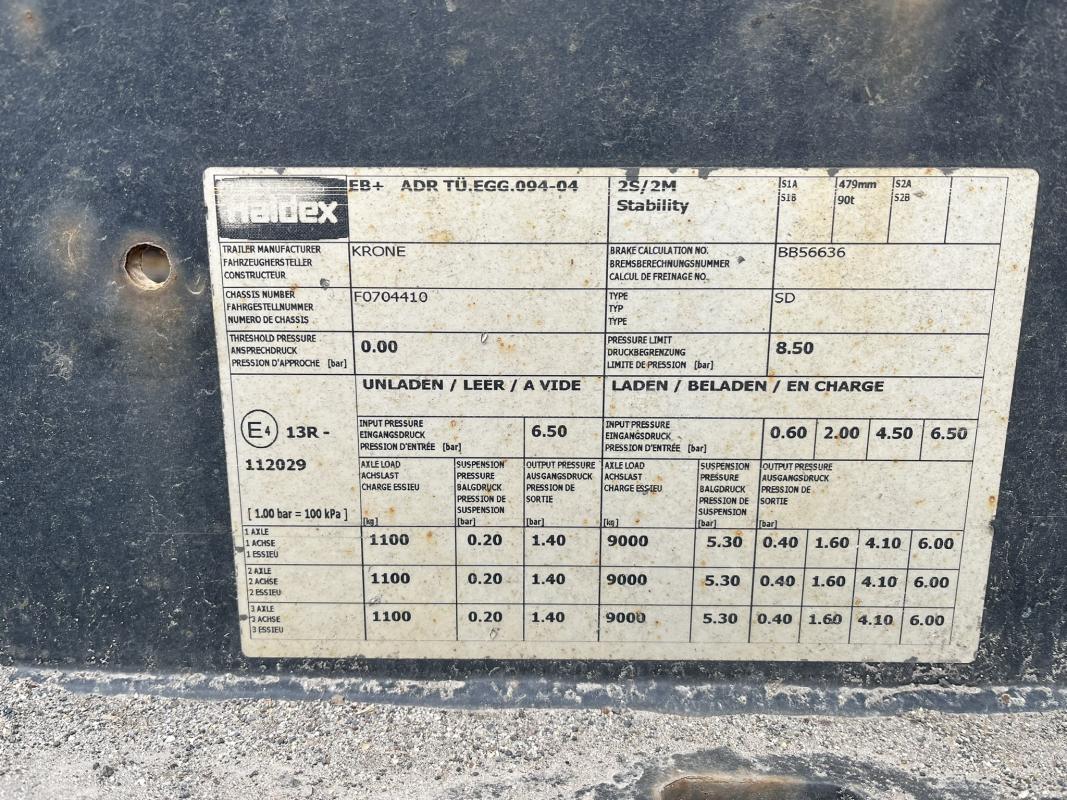 Haldex EB+ ADR TÜ.EGG.094-04 2S/2M Stability S1A S1B 479mm 90t S2A S2B
TRAILER MANUFACTURER FAHRZEUGHERSTELLER CONSTRUCTEUR KRONE BRAKE CALCULATION NO. BREMSBERECHNUNGSNUMMER CALCUL DE FREINAGE NO. BB56636
CHASSIS NUMBER FAHRGESTELLNUMMER NUMERO DE CHASSIS F0704410 TYPE TYP TYPE SD
THRESHOLD PRESSURE ANSPRECHDRUCK PRESSION D'APPROCHE [bar] 0.00 PRESSURE LIMIT DRUCKBEGRENZUNG LIMITE DE PRESSION [bar] 8.50
UNLADEN / LEER / A VIDE LADEN / BELADEN / EN CHARGE
E4 13R -
112029
[ 1.00 bar = 100 kPa ]
INPUT PRESSURE EINGANGSDRUCK PRESSION D'ENTRÉE [bar] 6.50 INPUT PRESSURE EINGANGSDRUCK PRESSION D'ENTRÉE [bar] 0.60 2.00 4.50 6.50
AXLE LOAD ACHSLAST CHARGE ESSIEU [kg] SUSPENSION PRESSURE BALGDRUCK PRESSION DE SUSPENSION [bar] OUTPUT PRESSURE AUSGANGSDRUCK PRESSION DE SORTIE [bar] AXLE LOAD ACHSLAST CHARGE ESSIEU [kg] SUSPENSION PRESSURE BALGDRUCK PRESSION DE SUSPENSION [bar] OUTPUT PRESSURE AUSGANGSDRUCK PRESSION DE SORTIE [bar]
1 AXLE 1 ACHSE 1 ESSIEU 1100 0.20 1.40 9000 5.30 0.40 1.60 4.10 6.00
2 AXLE 2 ACHSE 2 ESSIEU 1100 0.20 1.40 9000 5.30 0.40 1.60 4.10 6.00
3 AXLE 3 ACHSE 3 ESSIEU 1100 0.20 1.40 9000 5.30 0.40 1.60 4.10 6.00